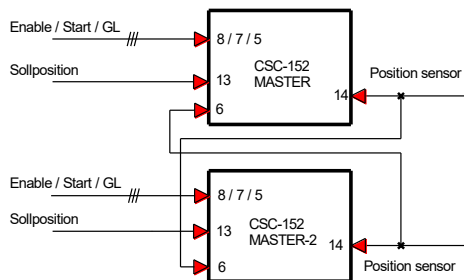 Enable / Start / GL
8 / 7 / 5
CSC-152
MASTER
Position sensor
Sollposition
13
14
6
Enable / Start / GL
8 / 7 / 5
CSC-152
MASTER-2
Sollposition
13
14
6
Position sensor